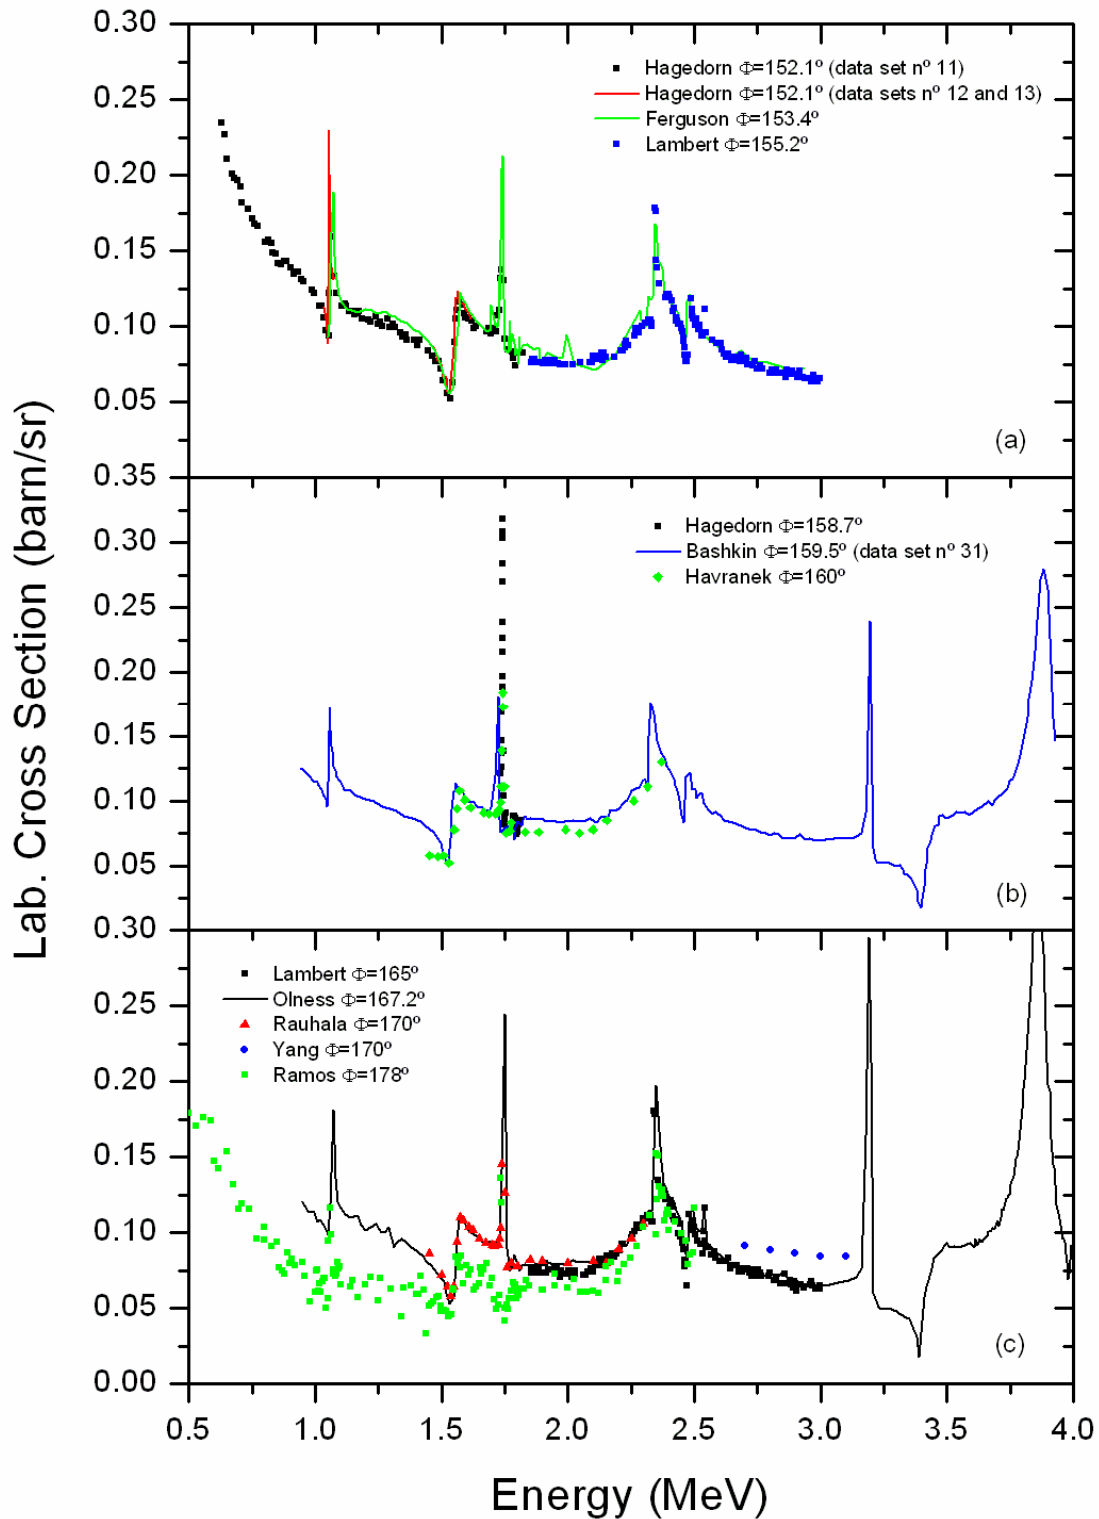 0.30
0.25
0.20
0.15
0.10
0.05
0.35
Hagedorn Φ=152.1º (data set nº 11)
Hagedorn Φ=152.1º (data sets nº 12 and 13)
Ferguson Φ=153.4º
Lambert Φ=155.2º
(a)
0.30
0.25
0.20
0.15
0.10
0.05
0.30
Hagedorn Φ=158.7º
Bashkin Φ=159.5º (data set nº 31)
Havranek Φ=160º
(b)
Lab. Cross Section (barn/sr)
0.25
0.20
0.15
0.10
0.05
0.00
Lambert Φ=165º
Olness Φ=167.2º
Rauhala Φ=170º
Yang Φ=170º
Ramos Φ=178º
(c)
0.5 1.0 1.5 2.0 2.5 3.0 3.5 4.0
Energy (MeV)